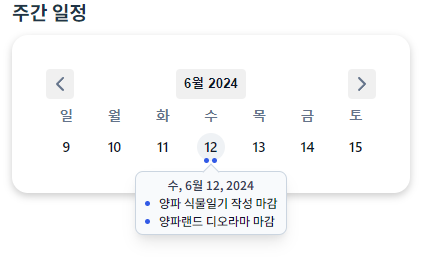 주간 일정
6월 2024
일 월 화 수 목 금 토
9 10 11 12 13 14 15
수, 6월 12, 2024
양파 식물일기 작성 마감
양파랜드 디오라마 마감